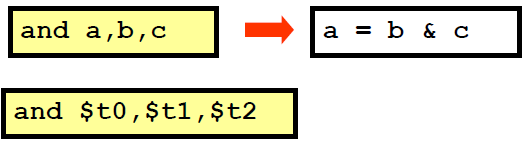 and a,b,c
a = b & c
and $t0,$t1,$t2